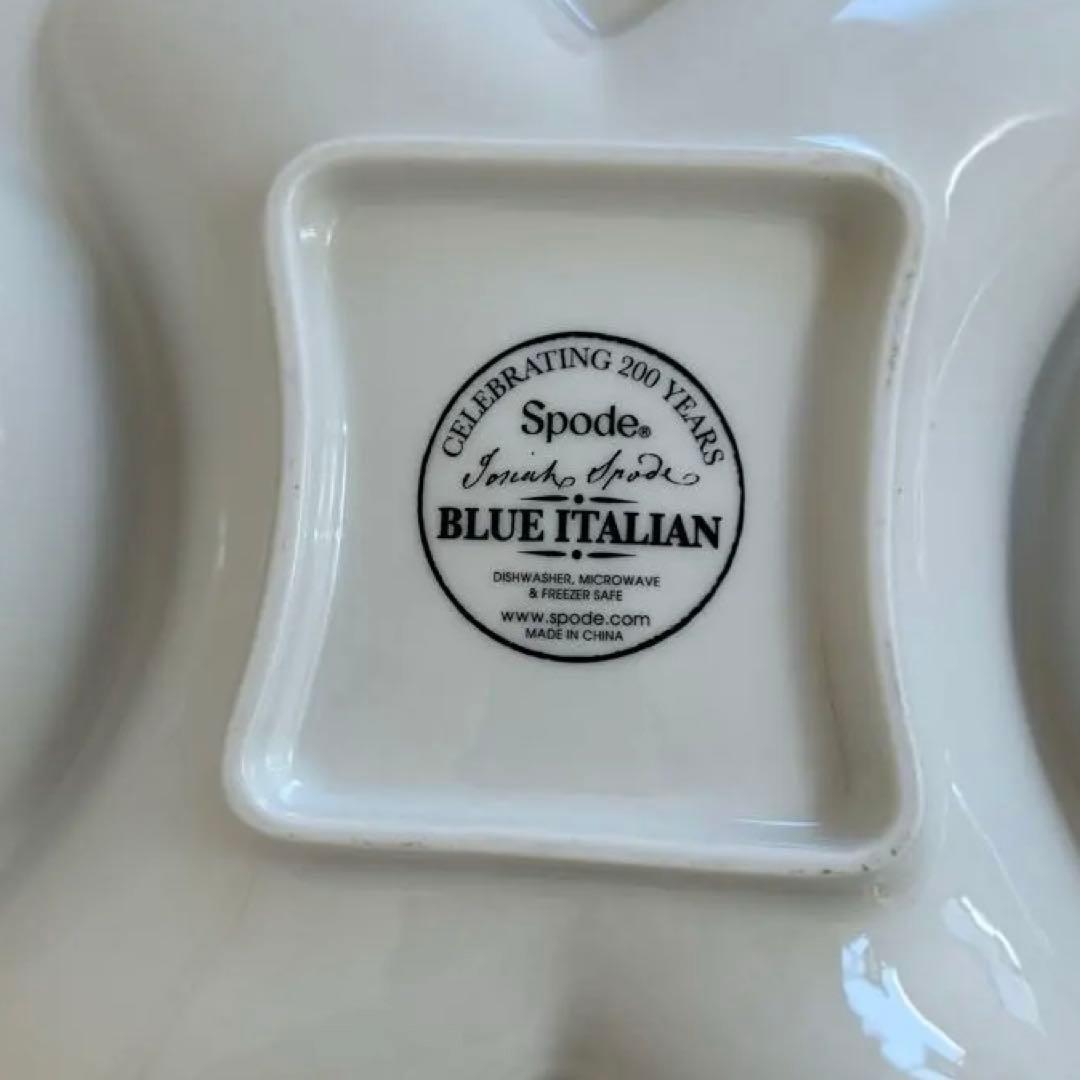 CELEBRATING 200 YEARS
Spode®
Josiah Spode
BLUE ITALIAN
DISHWASHER, MICROWAVE
& FREEZER SAFE
www.spode.com
MADE IN CHINA